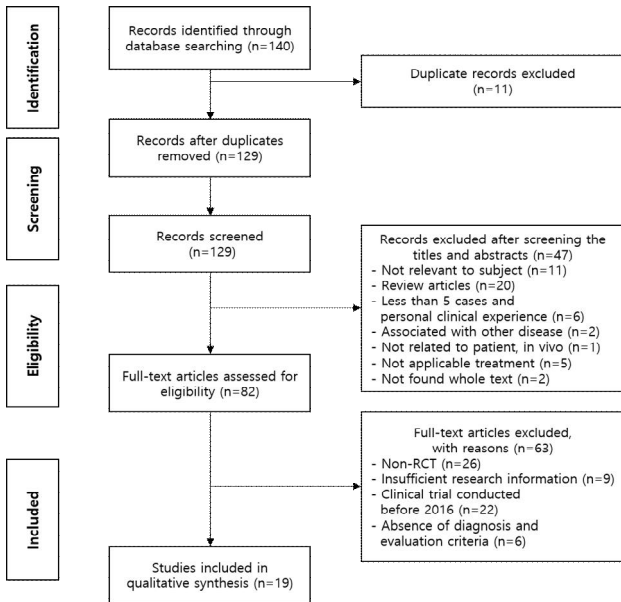 Identification
Records identified through
database searching (n=140)
Duplicate records excluded
(n=11)
Screening
Records after duplicates
removed (n=129)
Records screened
(n=129)
Records excluded after screening the
titles and abstracts (n=47)
- Not relevant to subject (n=11)
- Review articles (n=20)
- Less than 5 cases and
personal clinical experience (n=6)
- Associated with other disease (n=2)
- Not related to patient, in vivo (n=1)
- Not applicable treatment (n=5)
- Not found whole text (n=2)
Eligibility
Full-text articles assessed for
eligibility (n=82)
Full-text articles excluded,
with reasons (n=63)
- Non-RCT (n=26)
- Insufficient research information (n=9)
- Clinical trial conducted
before 2016 (n=22)
- Absence of diagnosis and
evaluation criteria (n=6)
Included
Studies included in
qualitative synthesis (n=19)